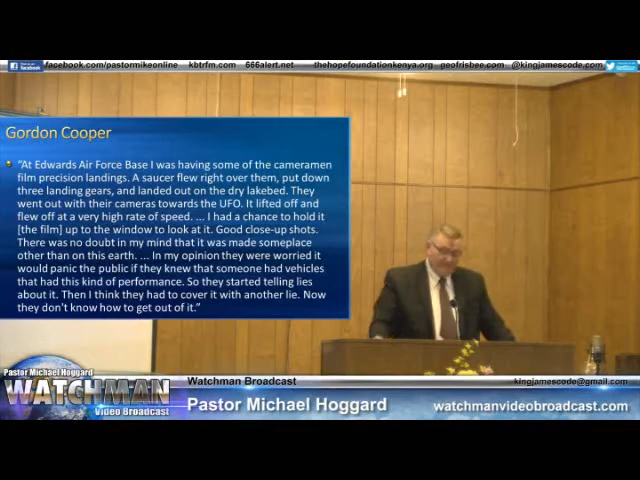 facebook.com/pastormikeonline kbtrfm.com 666alert.net thehopefoundationkenya.org geofrisbee.com @kingjamescode.com
Gordon Cooper
"At Edwards Air Force Base I was having some of the cameramen
film precision landings. A saucer flew right over them, put down
three landing gears, and landed out on the dry lakebed. They
went out with their cameras towards the UFO. It lifted off and
flew off at a very high rate of speed. ... I had a chance to hold it
[the film] up to the window to look at it. Good close-up shots.
There was no doubt in my mind that it was made someplace
other than on this earth. ... In my opinion they were worried it
would panic the public if they knew that someone had vehicles
that had this kind of performance. So they started telling lies
about it. Then I think they had to cover it with another lie. Now
they don't know how to get out of it."
Pastor Michael Hoggard
WATCHMAN
Video Broadcast
Watchman Broadcast kingjamescode@gmail.com
Pastor Michael Hoggard watchmanvideobroadcast.com